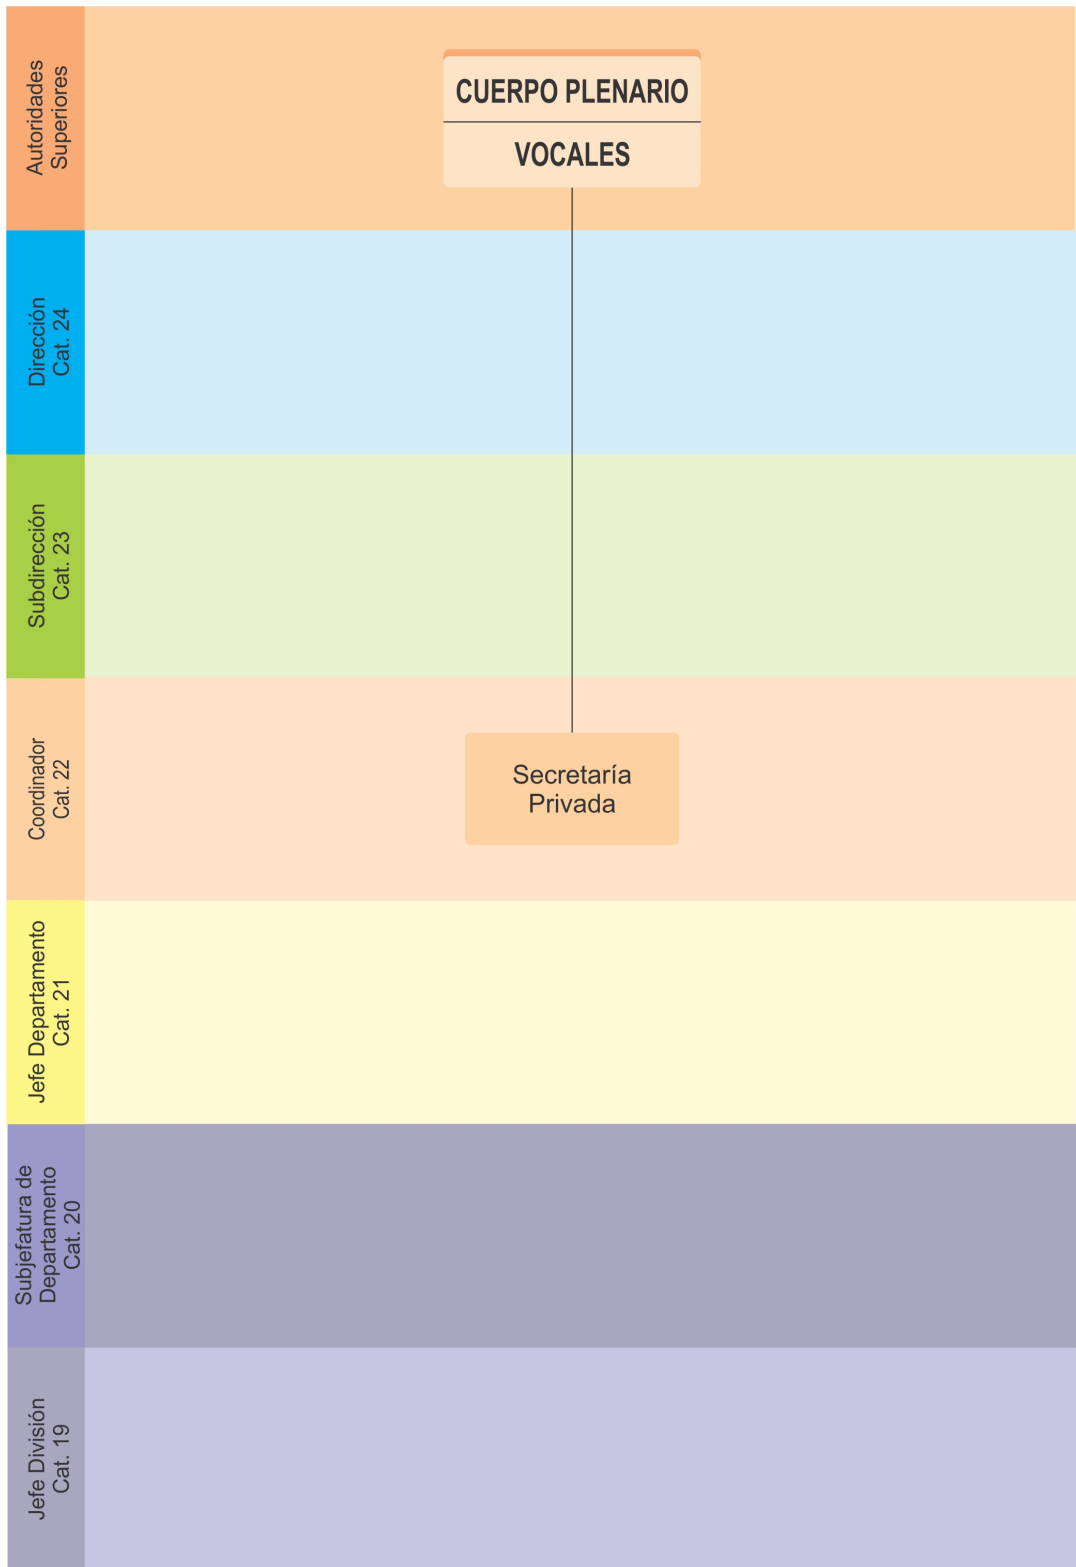 Autoridades
Superiores
CUERPO PLENARIO
VOCALES
Dirección
Cat. 24
Subdirección
Cat. 23
Coordinador
Cat. 22
Secretaría
Privada
Jefe Departamento
Cat. 21
Subjefatura de
Departamento
Cat. 20
Jefe División
Cat. 19